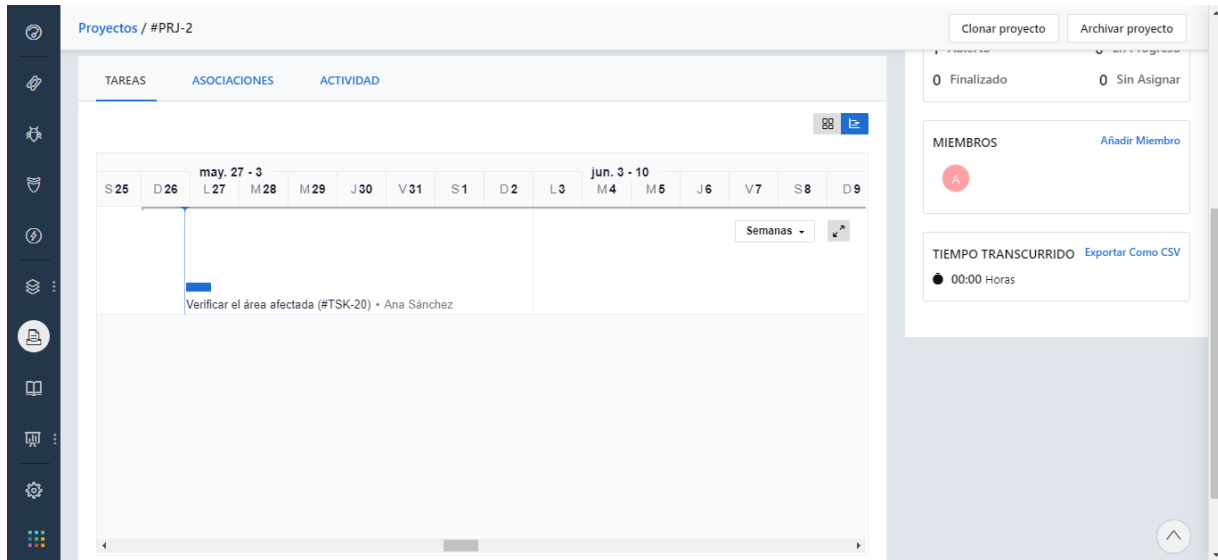 Proyectos / #PRJ-2
Clonar proyecto
Archivar proyecto
TAREAS
ASOCIACIONES
ACTIVIDAD
may. 27 - 3
jun. 3 - 10
S 25 D 26 L 27 M 28 M 29 J 30 V 31 S 1 D 2 L 3 M 4 M 5 J 6 V 7 S 8 D 9
Semanas
Verificar el área afectada (#TSK-20) • Ana Sánchez
0 Finalizado
0 Sin Asignar
MIEMBROS
Añadir Miembro
A
TIEMPO TRANSCURRIDO
Exportar Como CSV
00:00 Horas